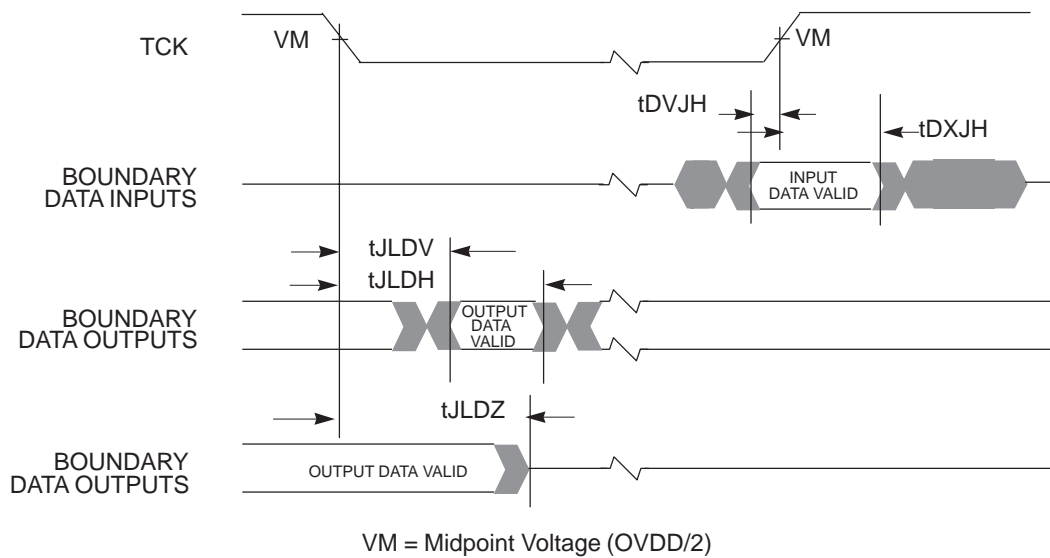 TCK
VM
VM
tDVJH
tDXJH
BOUNDARY
DATA INPUTS
INPUT
DATA VALID
tJLDV
tJLDH
BOUNDARY
DATA OUTPUTS
OUTPUT
DATA
VALID
tJLDZ
BOUNDARY
DATA OUTPUTS
OUTPUT DATA VALID
VM = Midpoint Voltage (OVDD/2)